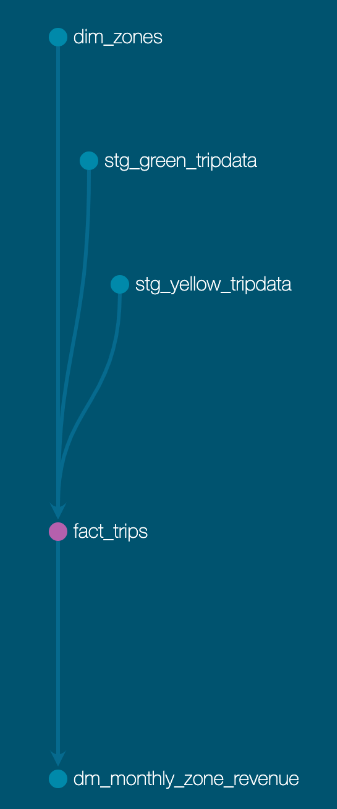 dim_zones
stg_green_tripdata
stg_yellow_tripdata
fact_trips
dm_monthly_zone_revenue